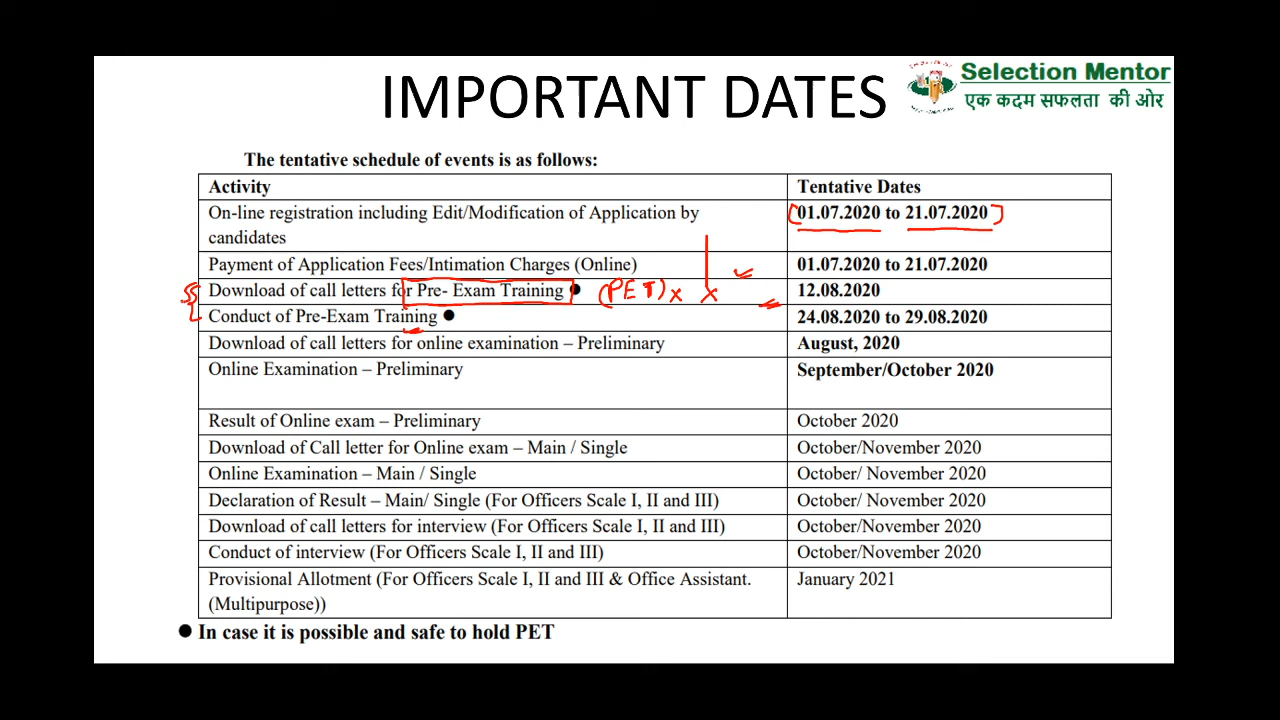 IMPORTANT DATES
Selection Mentor
एक कदम सफलता की ओर
The tentative schedule of events is as follows:
Activity Tentative Dates
On-line registration including Edit/Modification of Application by 01.07.2020 to 21.07.2020
candidates
Payment of Application Fees/Intimation Charges (Online) 01.07.2020 to 21.07.2020
Download of call letters for Pre- Exam Training ● (PET) x x 12.08.2020
Conduct of Pre-Exam Training ● 24.08.2020 to 29.08.2020
Download of call letters for online examination – Preliminary August, 2020
Online Examination – Preliminary September/October 2020
Result of Online exam – Preliminary October 2020
Download of Call letter for Online exam – Main / Single October/November 2020
Online Examination – Main / Single October/ November 2020
Declaration of Result – Main/ Single (For Officers Scale I, II and III) October/ November 2020
Download of call letters for interview (For Officers Scale I, II and III) October/November 2020
Conduct of interview (For Officers Scale I, II and III) October/November 2020
Provisional Allotment (For Officers Scale I, II and III & Office Assistant. January 2021
(Multipurpose))
● In case it is possible and safe to hold PET